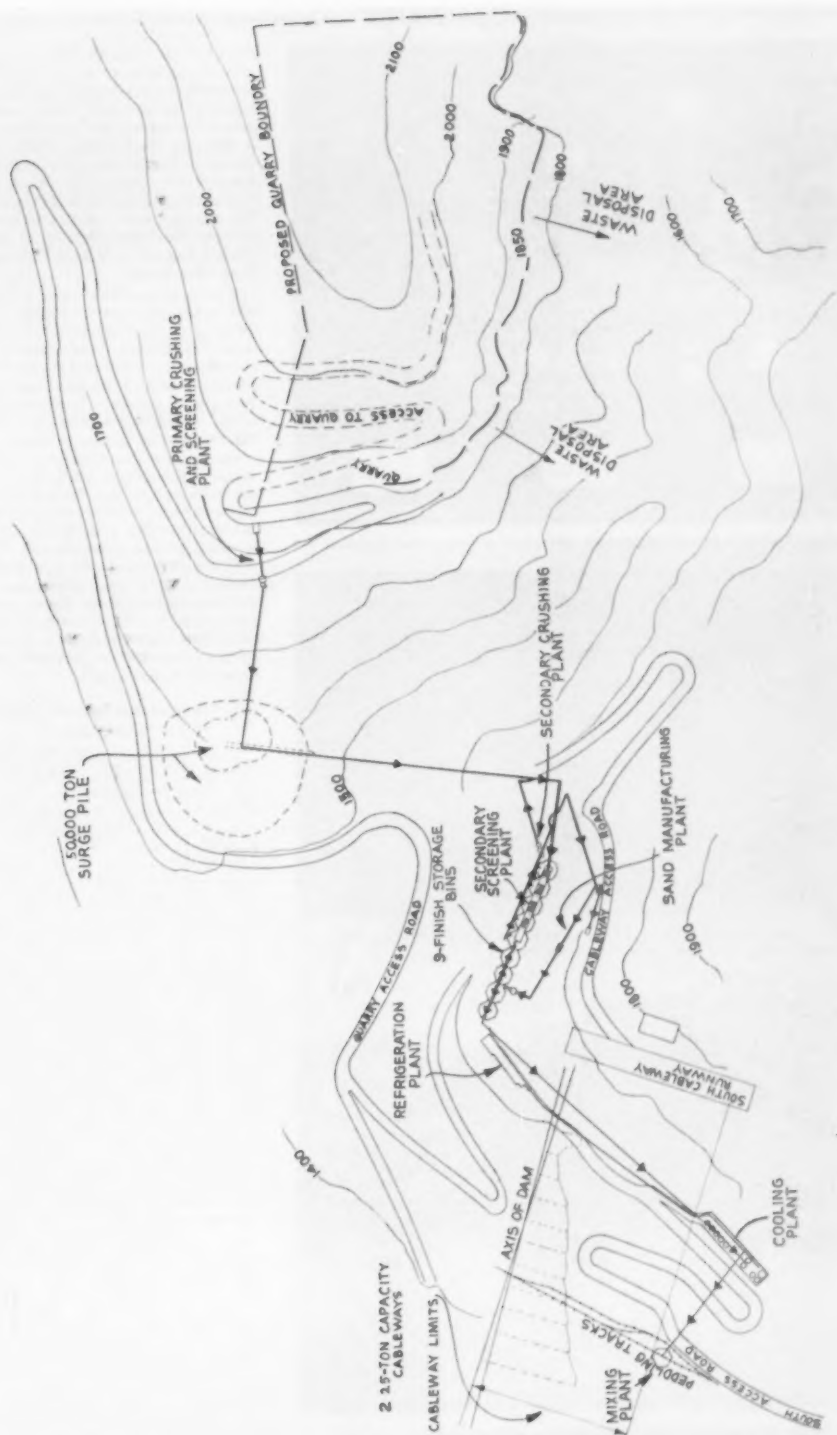 2100
2000
PROPOSED QUARRY BOUNDRY
2000
1900
1800
1850
WASTE
DISPOSAL
AREA
1700
PRIMARY CRUSHING
AND SCREENING
PLANT
1700
ACCESS TO QUARRY
QUARRY
WASTE
DISPOSAL
AREA
50,000 TON
SURGE PILE
1500
SECONDARY CRUSHING
PLANT
SECONDARY
SCREENING
PLANT
9-FINISH STORAGE
BINS
SAND MANUFACTURING
PLANT
CABLEWAY ACCESS ROAD
QUARRY ACCESS ROAD
REFRIGERATION
PLANT
1900
1800
SOUTH CABLEWAY
RUNWAY
1400
AXIS OF DAM
COOLING
PLANT
2 25-TON CAPACITY
CABLEWAYS
CABLEWAY LIMITS
PEDDLING TRACKS
MIXING
PLANT
SOUTH ACCESS ROAD